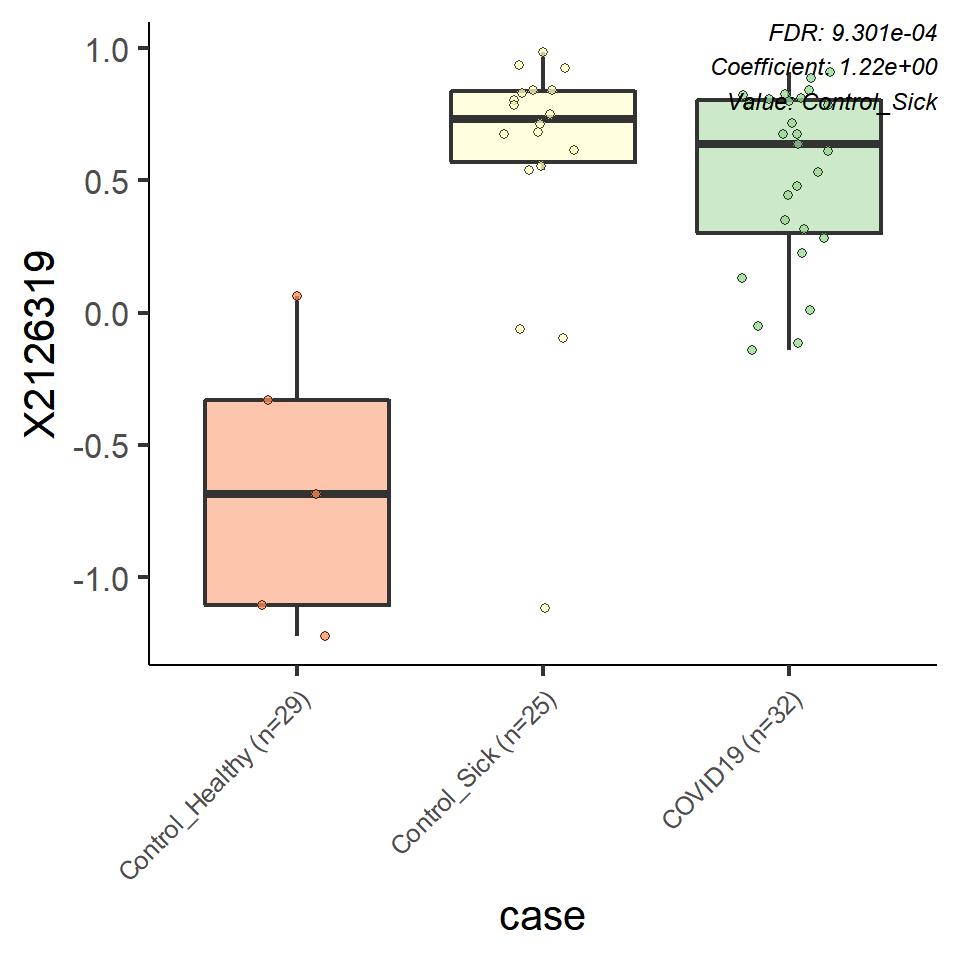 FDR: 9.301e-04
Coefficient: 1.22e+00
Value: Control_Sick
1.0
0.5
0.0
-0.5
-1.0
X2126319
Control_Healthy (n=29)
Control_Sick (n=25)
COVID19 (n=32)
case